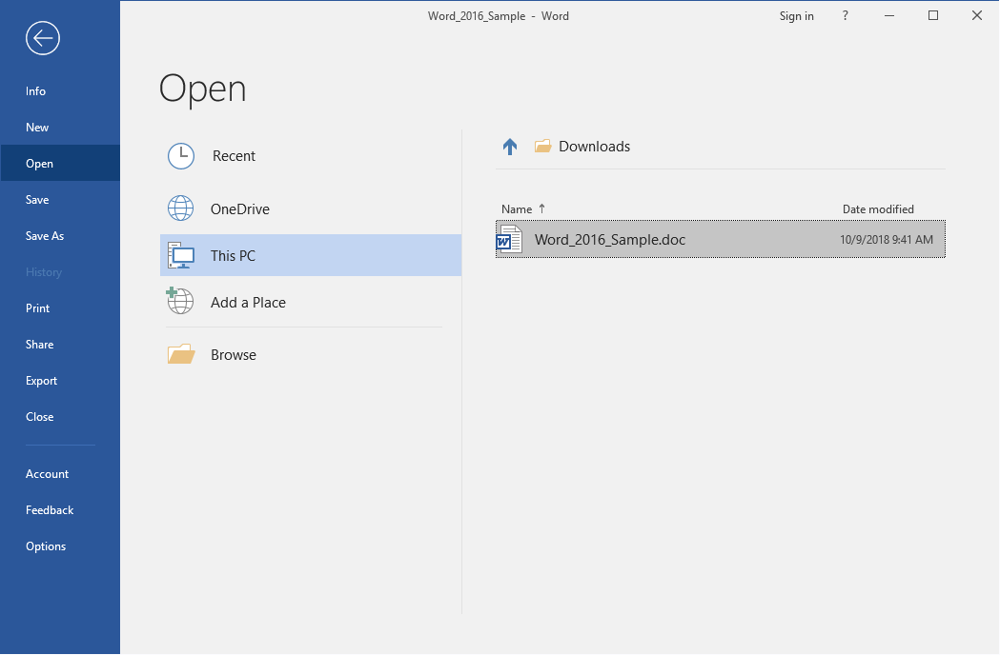 Word_2016_Sample - Word
Sign in
?
Info
New
Open
Save
Save As
History
Print
Share
Export
Close
Account
Feedback
Options
Open
Recent
OneDrive
This PC
Add a Place
Browse
Downloads
Name ↑ Date modified
W Word_2016_Sample.doc 10/9/2018 9:41 AM